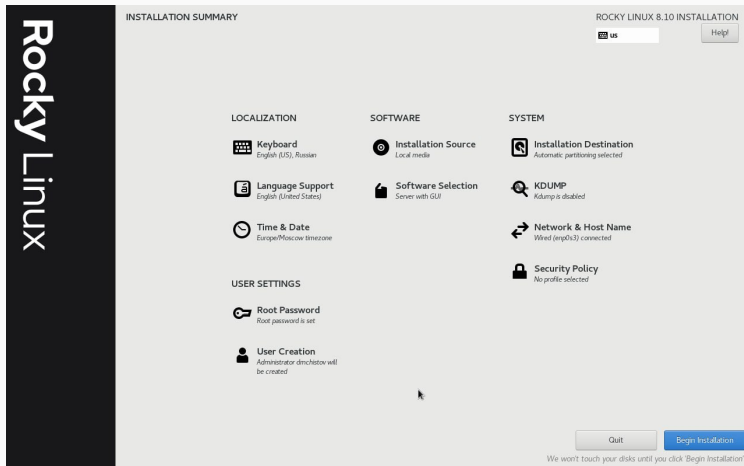 Rocky Linux
INSTALLATION SUMMARY
ROCKY LINUX 8.10 INSTALLATION
us
Help!
LOCALIZATION
Keyboard
English (US), Russian
Language Support
English (United States)
Time & Date
Europe/Moscow timezone
SOFTWARE
Installation Source
Local media
Software Selection
Server with GUI
SYSTEM
Installation Destination
Automatic partitioning selected
KDUMP
Kdump is disabled
Network & Host Name
Wired (enp0s3) connected
Security Policy
No profile selected
USER SETTINGS
Root Password
Root password is set
User Creation
Administrator dmchistov will
be created
Quit
Begin Installation
We won't touch your disks until you click 'Begin Installation'